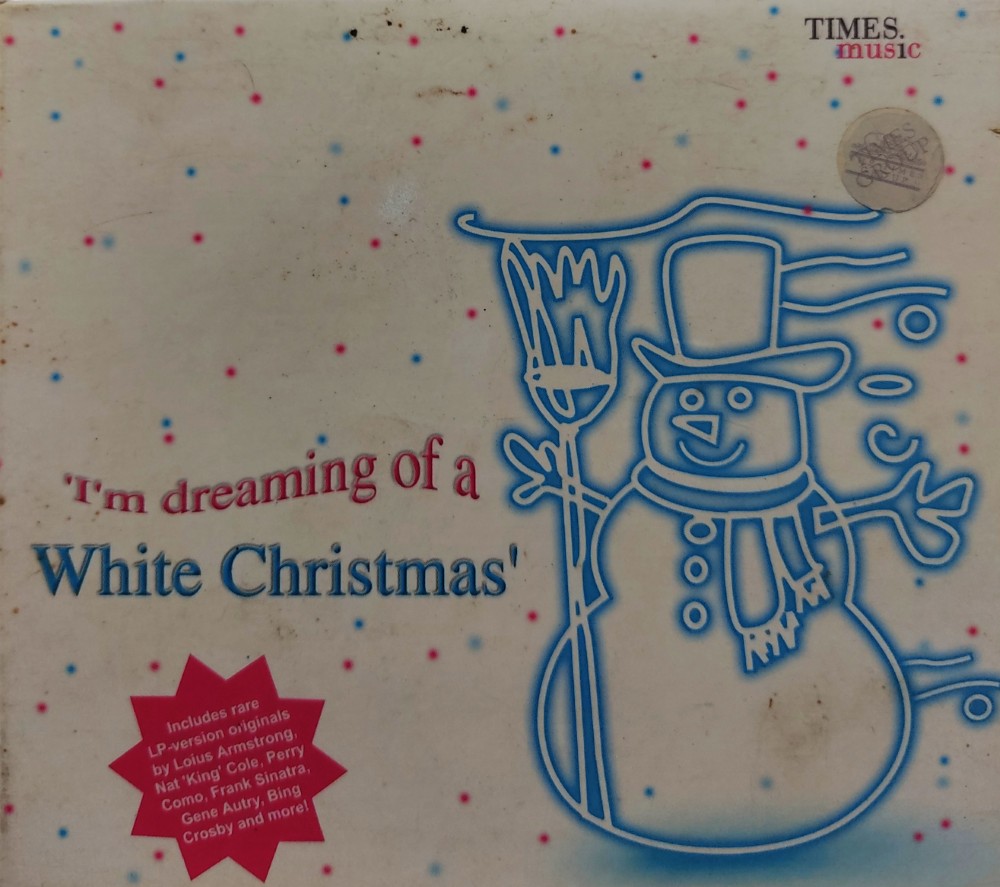 TIMES.
music
'I'm dreaming of a
White Christmas'
Includes rare
LP-version originals
by Loius Armstrong,
Nat 'King' Cole, Perry
Como, Frank Sinatra,
Gene Autry, Bing
Crosby and more!